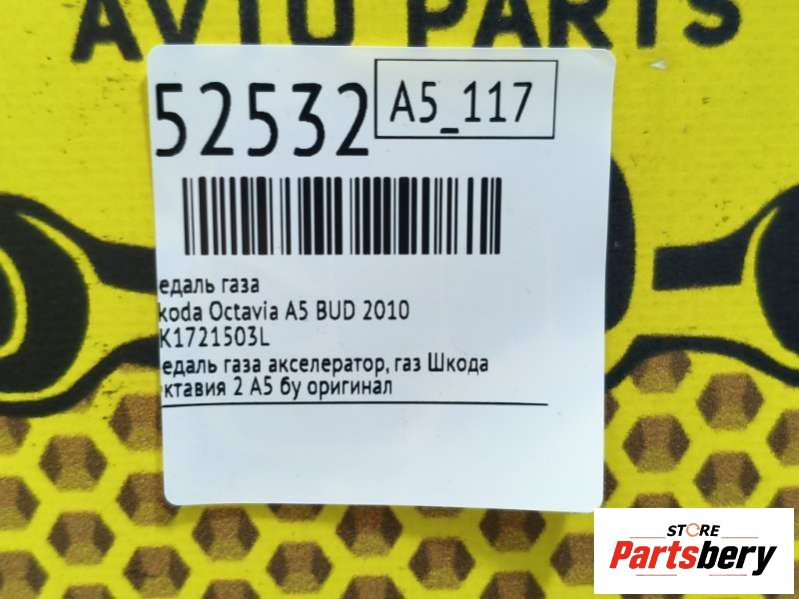 AVTO PARTS
52532
A5_117
едаль газа
koda Octavia A5 BUD 2010
K1721503L
едаль газа акселератор, газ Шкода
ктавия 2 А5 бу оригинал
STORE
Partsbery